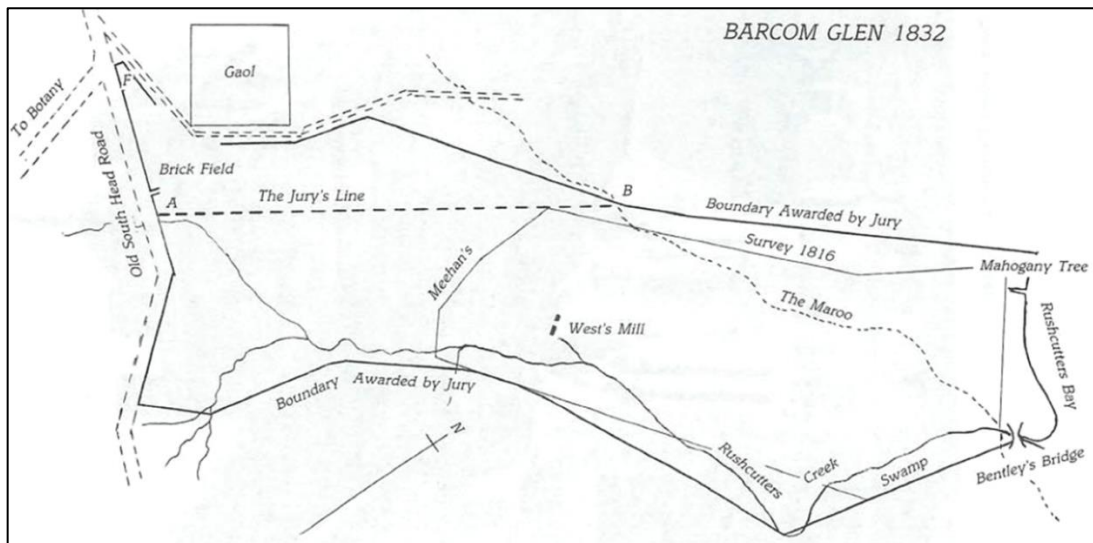 BARCOM GLEN 1832
Gaol
To Botany
F
Brick Field
A
The Jury's Line
B
Old South Head Road
Boundary Awarded by Jury
Survey 1816
Mahogany Tree
Meehan's
The Maroo
West's Mill
Rushcutters Bay
Boundary Awarded by Jury
N
Rushcutters Creek
Swamp
Bentley's Bridge